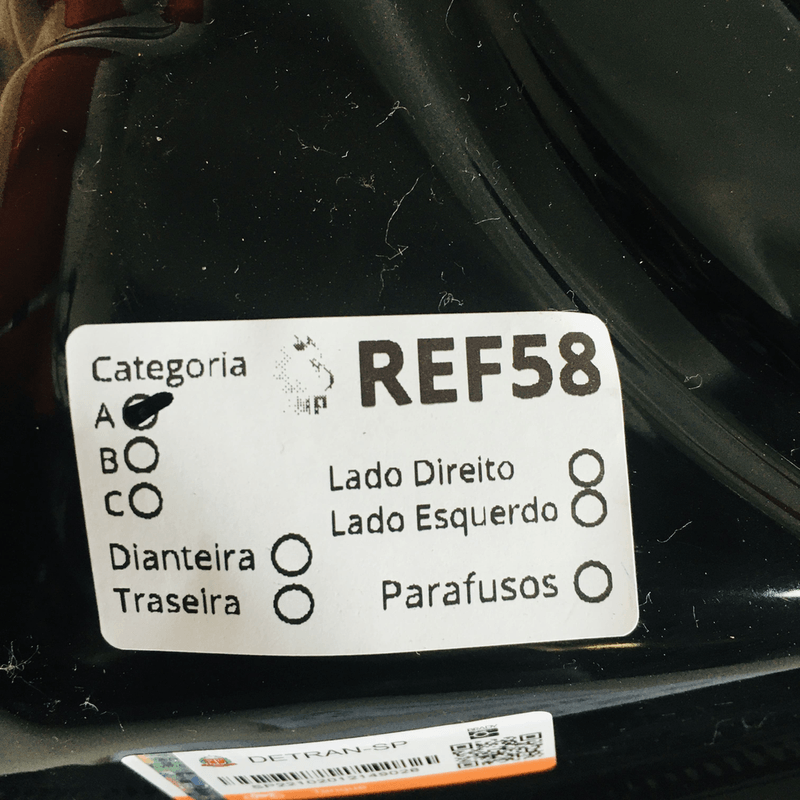 Categoria
REF58
A
B
C
Lado Direito
Lado Esquerdo
Dianteira
Traseira
Parafusos
DETRAN-SP